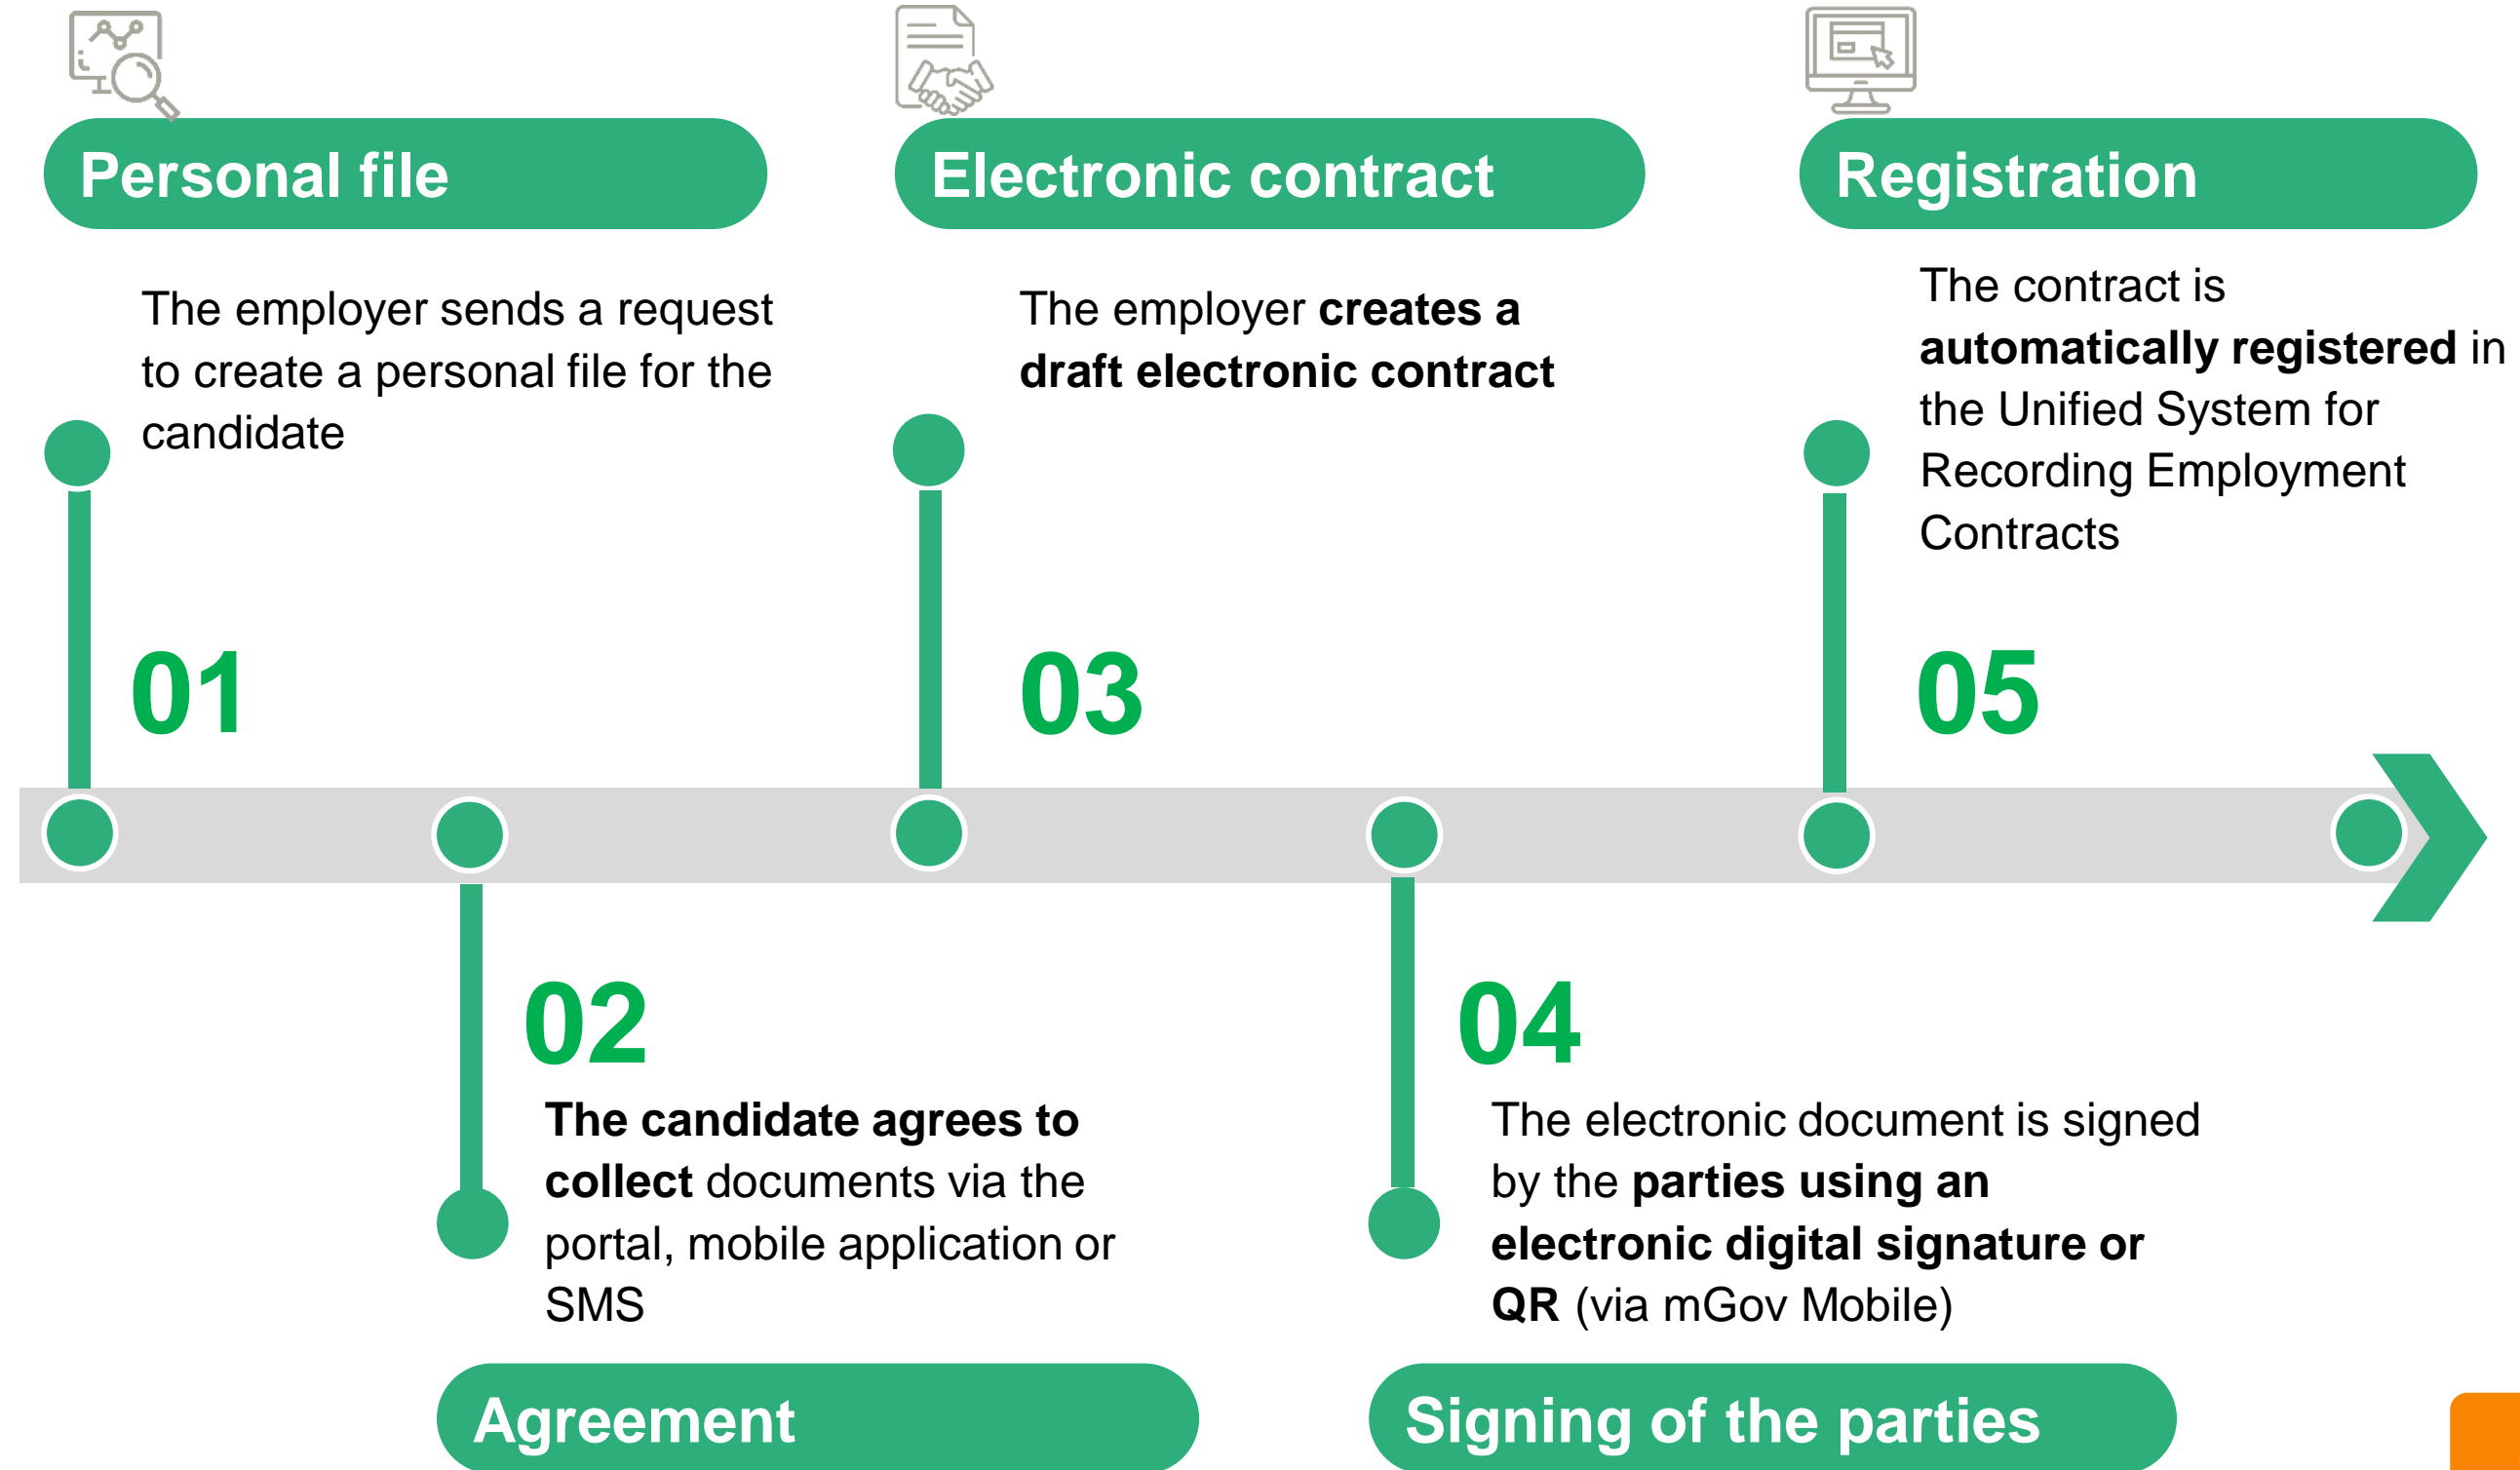 Personal file
The employer sends a request
to create a personal file for the
candidate
01
02
The candidate agrees to
collect documents via the
portal, mobile application or
SMS
Agreement
Electronic contract
The employer creates a
draft electronic contract
03
04
The electronic document is signed
by the parties using an
electronic digital signature or
QR (via mGov Mobile)
Signing of the parties
Registration
The contract is
automatically registered in
the Unified System for
Recording Employment
Contracts
05